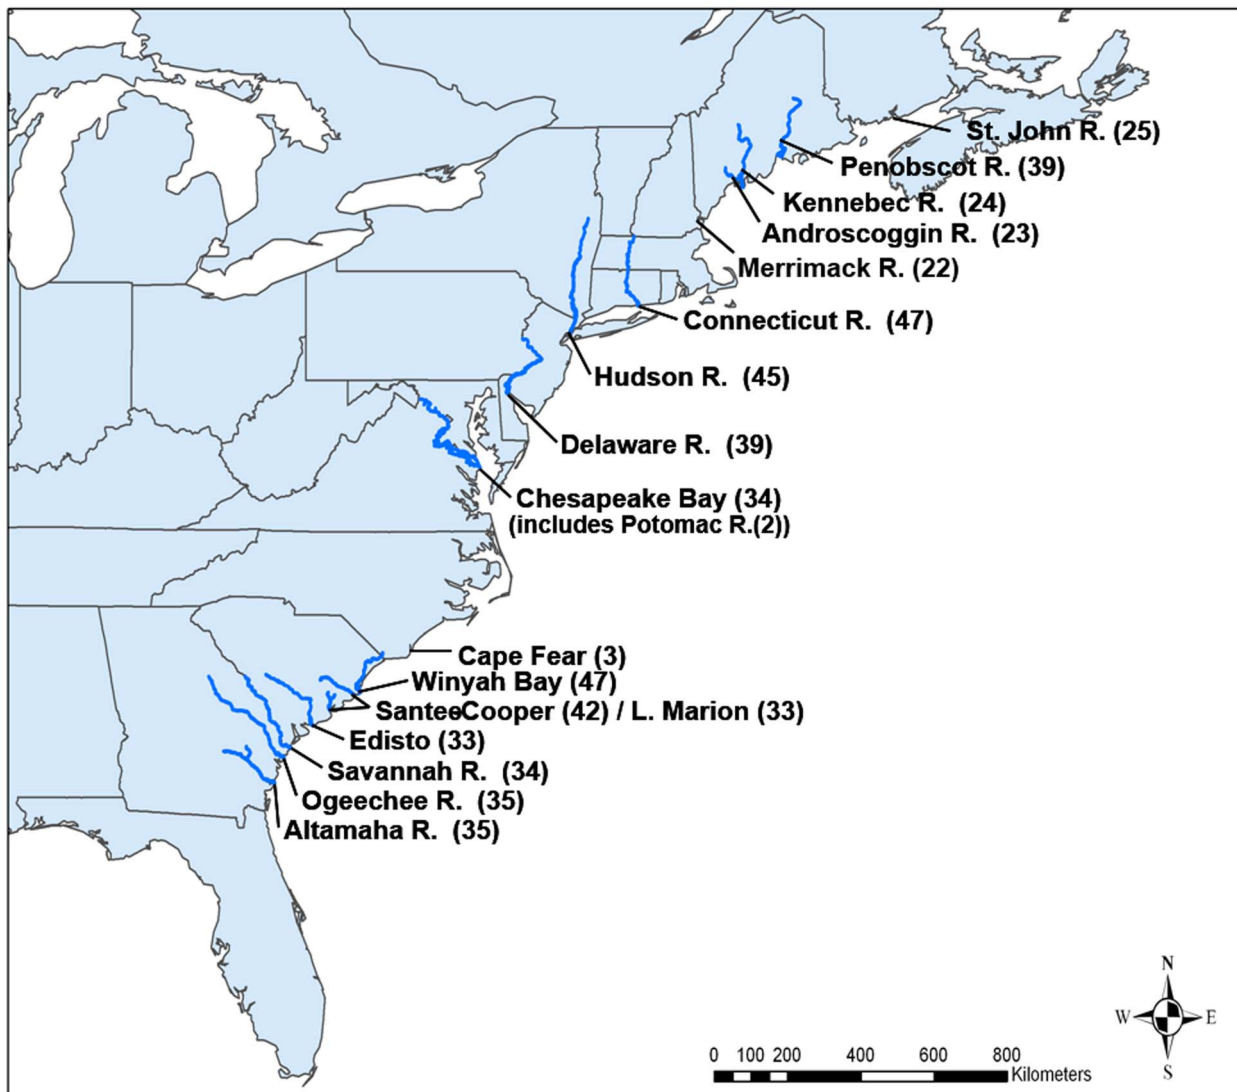 St. John R. (25)
Penobscot R. (39)
Kennebec R. (24)
Androscoggin R. (23)
Merrimack R. (22)
Connecticut R. (47)
Hudson R. (45)
Delaware R. (39)
Chesapeake Bay (34)
(includes Potomac R.(2))
Cape Fear (3)
Winyah Bay (47)
Santee-Cooper (42) / L. Marion (33)
Edisto (33)
Savannah R. (34)
Ogeechee R. (35)
Altamaha R. (35)
N
W E
S
0 100 200 400 600 800
Kilometers